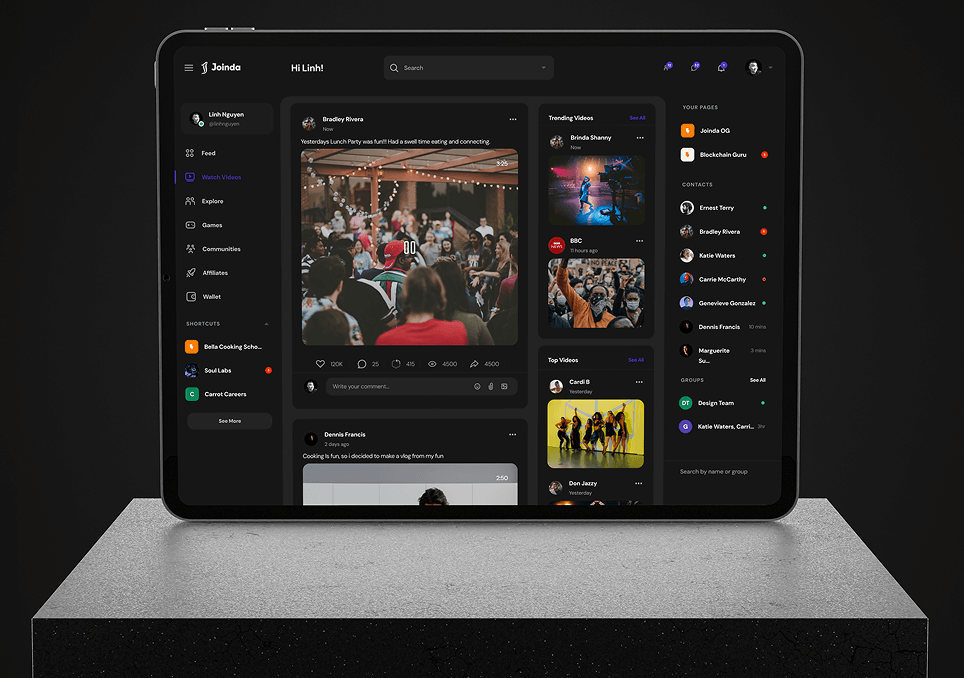 Joinda
Hi Linh!
Search
Linh Nguyen
@linhnguyen
Feed
Watch Videos
Explore
Games
Communities
Affiliates
Wallet
SHORTCUTS
Bella Cooking Scho...
Soul Labs
C
Carrot Careers
See More
Bradley Rivera
Now
Yesterdays Lunch Party was fun!!! Had a swell time eating and connecting.
3:25
120K
25
415
4500
4500
Write your comment...
Dennis Francis
2 days ago
Cooking Is fun, so i decided to make a vlog from my fun
2:50
Trending Videos
See All
Brinda Shanny
Now
BBC
11 hours ago
BBC
NEWS
NO PEACE
Top Videos
See All
Cardi B
Yesterday
Don Jazzy
Yesterday
YOUR PAGES
Joinda OG
Blockchain Guru
CONTACTS
Ernest Terry
Bradley Rivera
Katie Waters
Carrie McCarthy
Genevieve Gonzalez
Dennis Francis
10 mins
Marguerite
Su...
3 mins
GROUPS
See All
DT
Design Team
G
Katie Waters, Carri...
3hr
Search by name or group